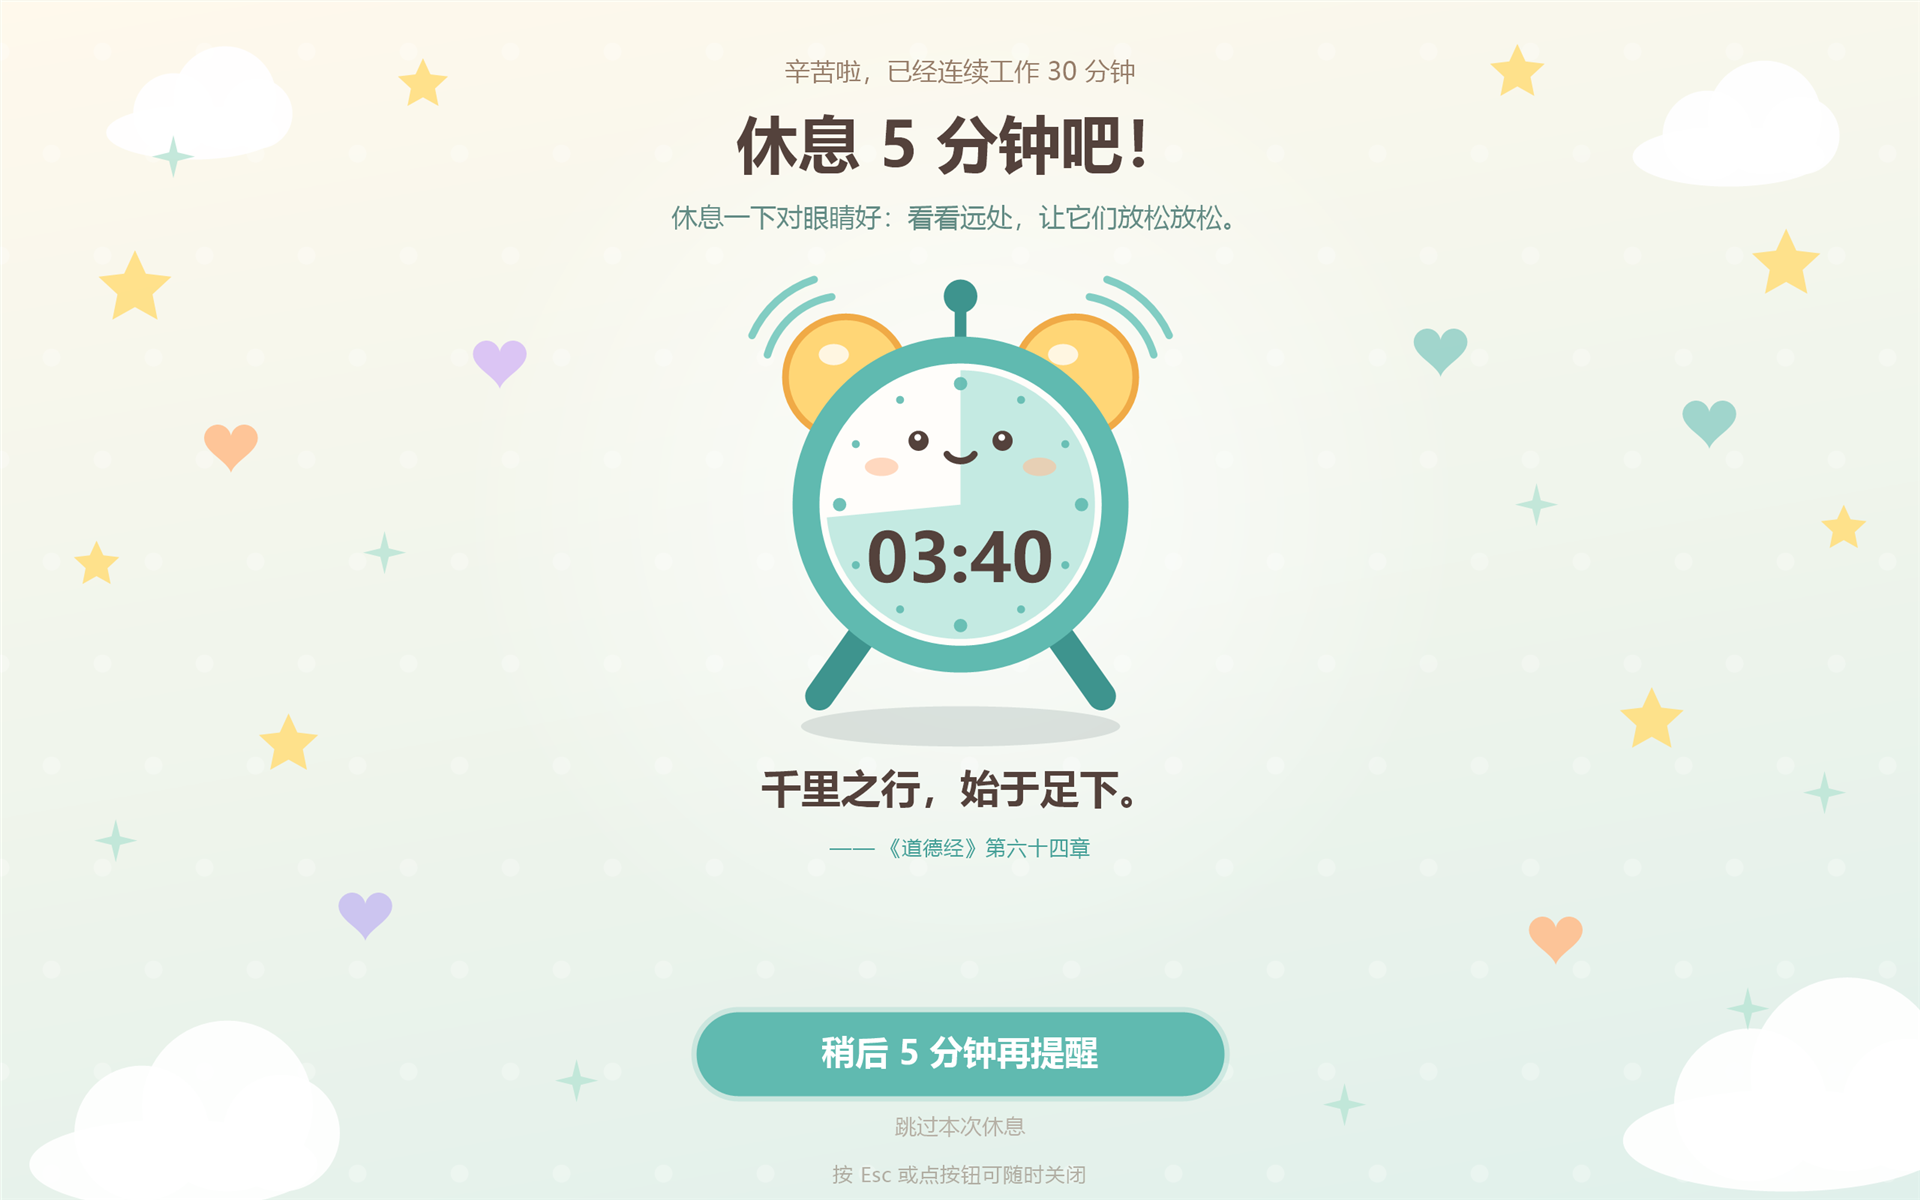 辛苦啦，已经连续工作 30 分钟
休息 5 分钟吧！
休息一下对眼睛好：看看远处，让它们放松放松。
03:40
千里之行，始于足下。
—— 《道德经》第六十四章
稍后 5 分钟再提醒
跳过本次休息
按 Esc 或点按钮可随时关闭